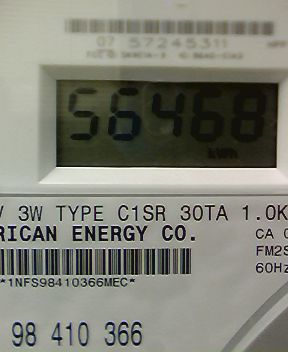 07 57245311
56468
kWh
V 3W TYPE C1SR 30TA 1.0K
RICAN ENERGY CO.
CA
FM2S
60Hz
*1NFS98410366MEC*
98 410 366